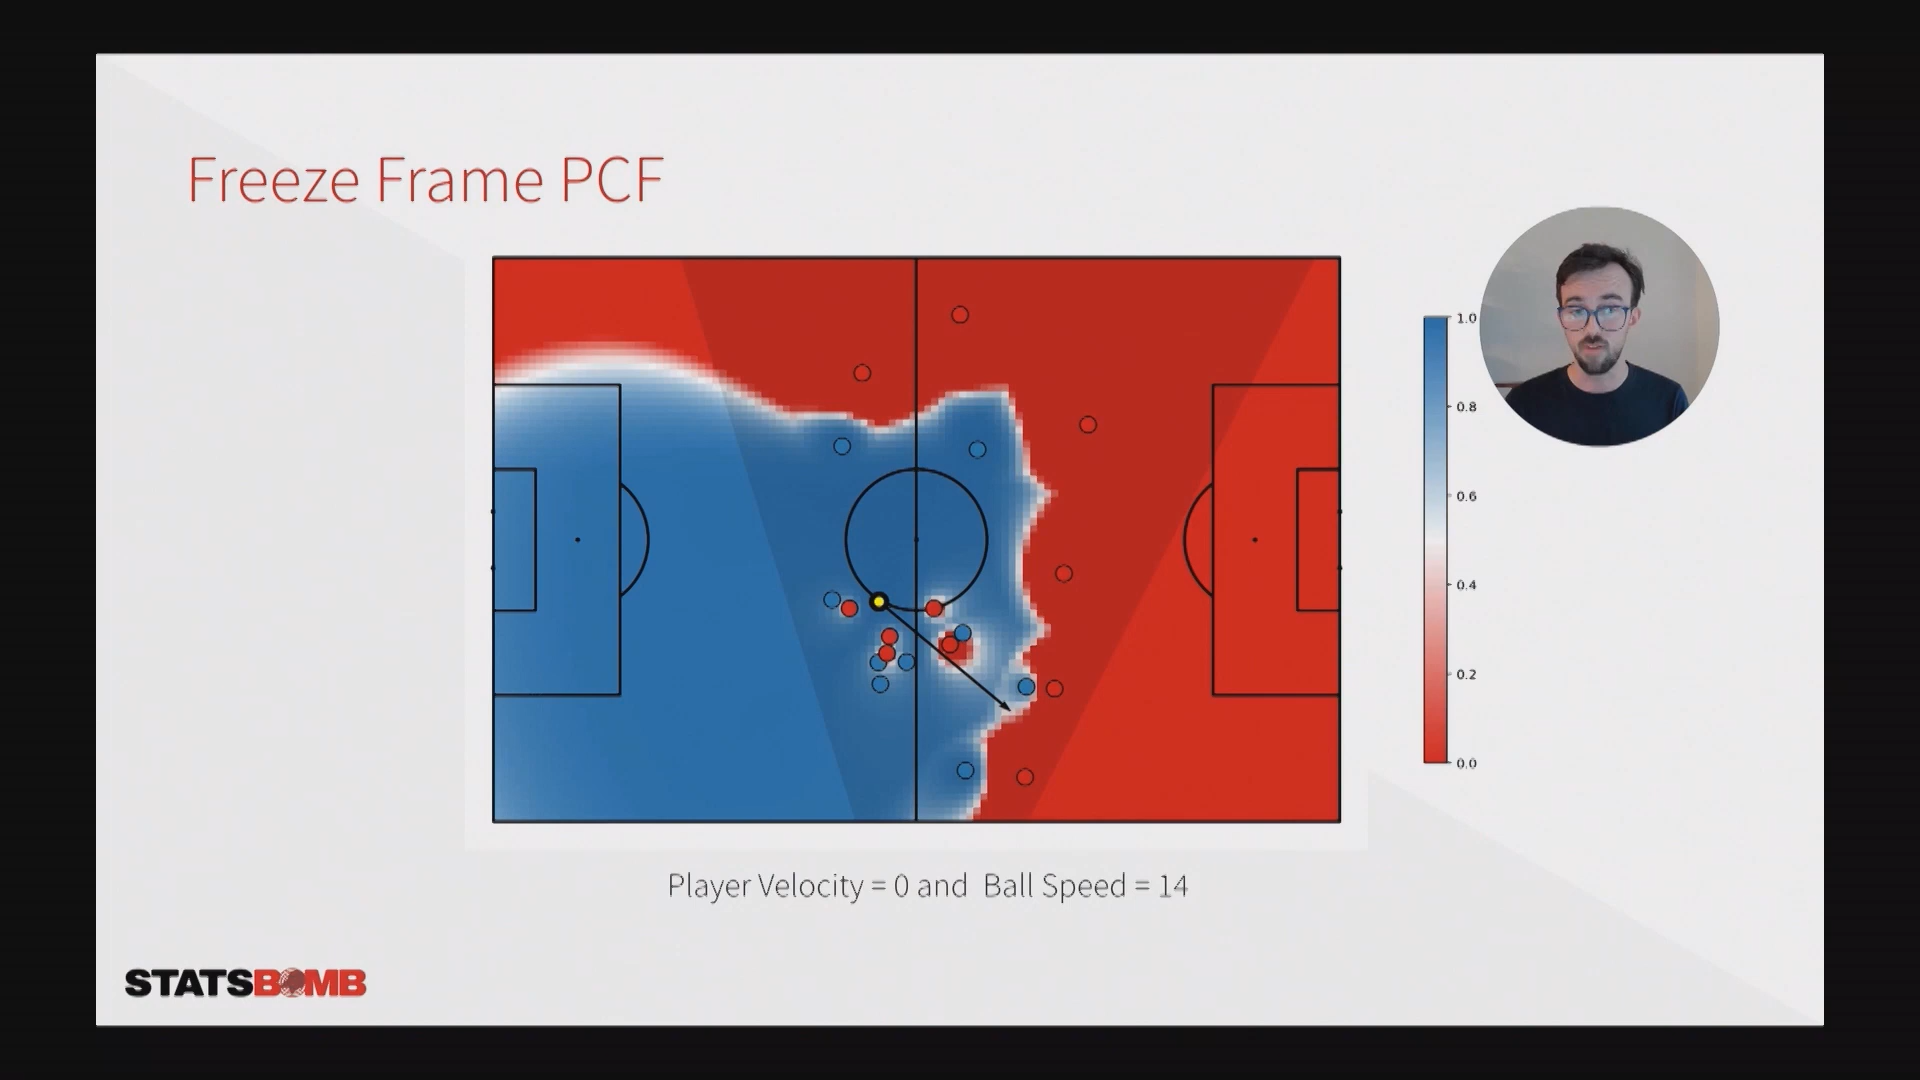 Freeze Frame PCF
1.0
0.8
0.6
0.4
0.2
0.0
Player Velocity = 0 and Ball Speed = 14
STATSBOMB